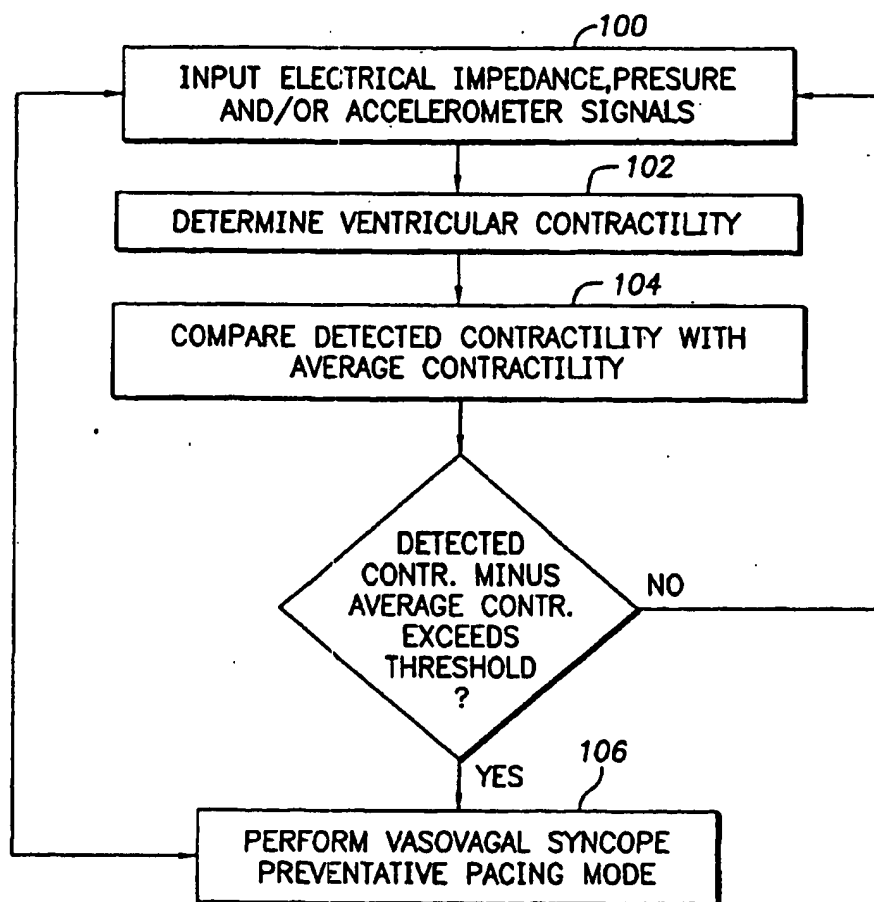 100
INPUT ELECTRICAL IMPEDANCE,PRESURE
AND/OR ACCELEROMETER SIGNALS
102
DETERMINE VENTRICULAR CONTRACTILITY
104
COMPARE DETECTED CONTRACTILITY WITH
AVERAGE CONTRACTILITY
DETECTED
CONTR. MINUS
AVERAGE CONTR.
EXCEEDS
THRESHOLD
?
NO
YES
106
PERFORM VASOVAGAL SYNCOPE
PREVENTATIVE PACING MODE